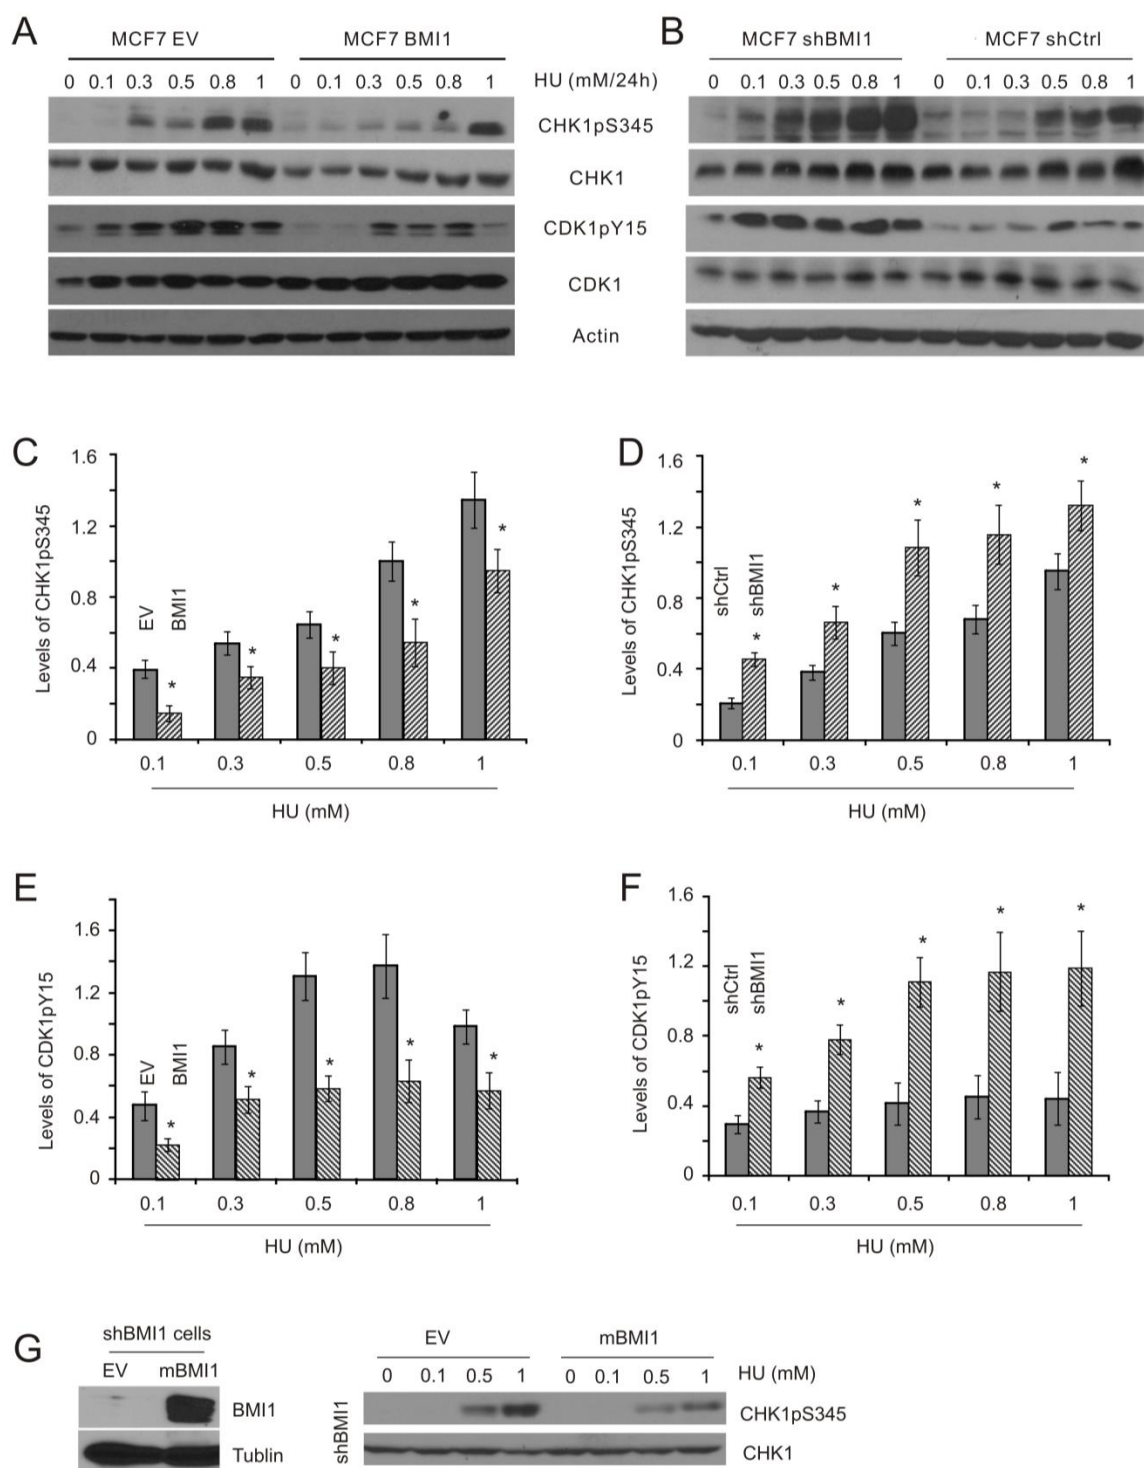 A
MCF7 EV
MCF7 BMI1
0 0.1 0.3 0.5 0.8 1 0 0.1 0.3 0.5 0.8 1
HU (mM/24h)
CHK1pS345
CHK1
CDK1pY15
CDK1
Actin
B
MCF7 shBMI1
MCF7 shCtrl
0 0.1 0.3 0.5 0.8 1 0 0.1 0.3 0.5 0.8 1
C
Levels of CHK1pS345
1.6
1.2
0.8
0.4
0
EV
BMI1
* * * * *
0.1 0.3 0.5 0.8 1
HU (mM)
D
Levels of CHK1pS345
1.6
1.2
0.8
0.4
0
shCtrl
shBMI1
* * * * *
0.1 0.3 0.5 0.8 1
HU (mM)
E
Levels of CDK1pY15
1.6
1.2
0.8
0.4
0
EV
BMI1
* * * * *
0.1 0.3 0.5 0.8 1
HU (mM)
F
Levels of CDK1pY15
1.6
1.2
0.8
0.4
0
shCtrl
shBMI1
* * * * *
0.1 0.3 0.5 0.8 1
HU (mM)
G
shBMI1 cells
EV mBMI1
BMI1
Tublin
shBMI1
EV
mBMI1
0 0.1 0.5 1 0 0.1 0.5 1
HU (mM)
CHK1pS345
CHK1